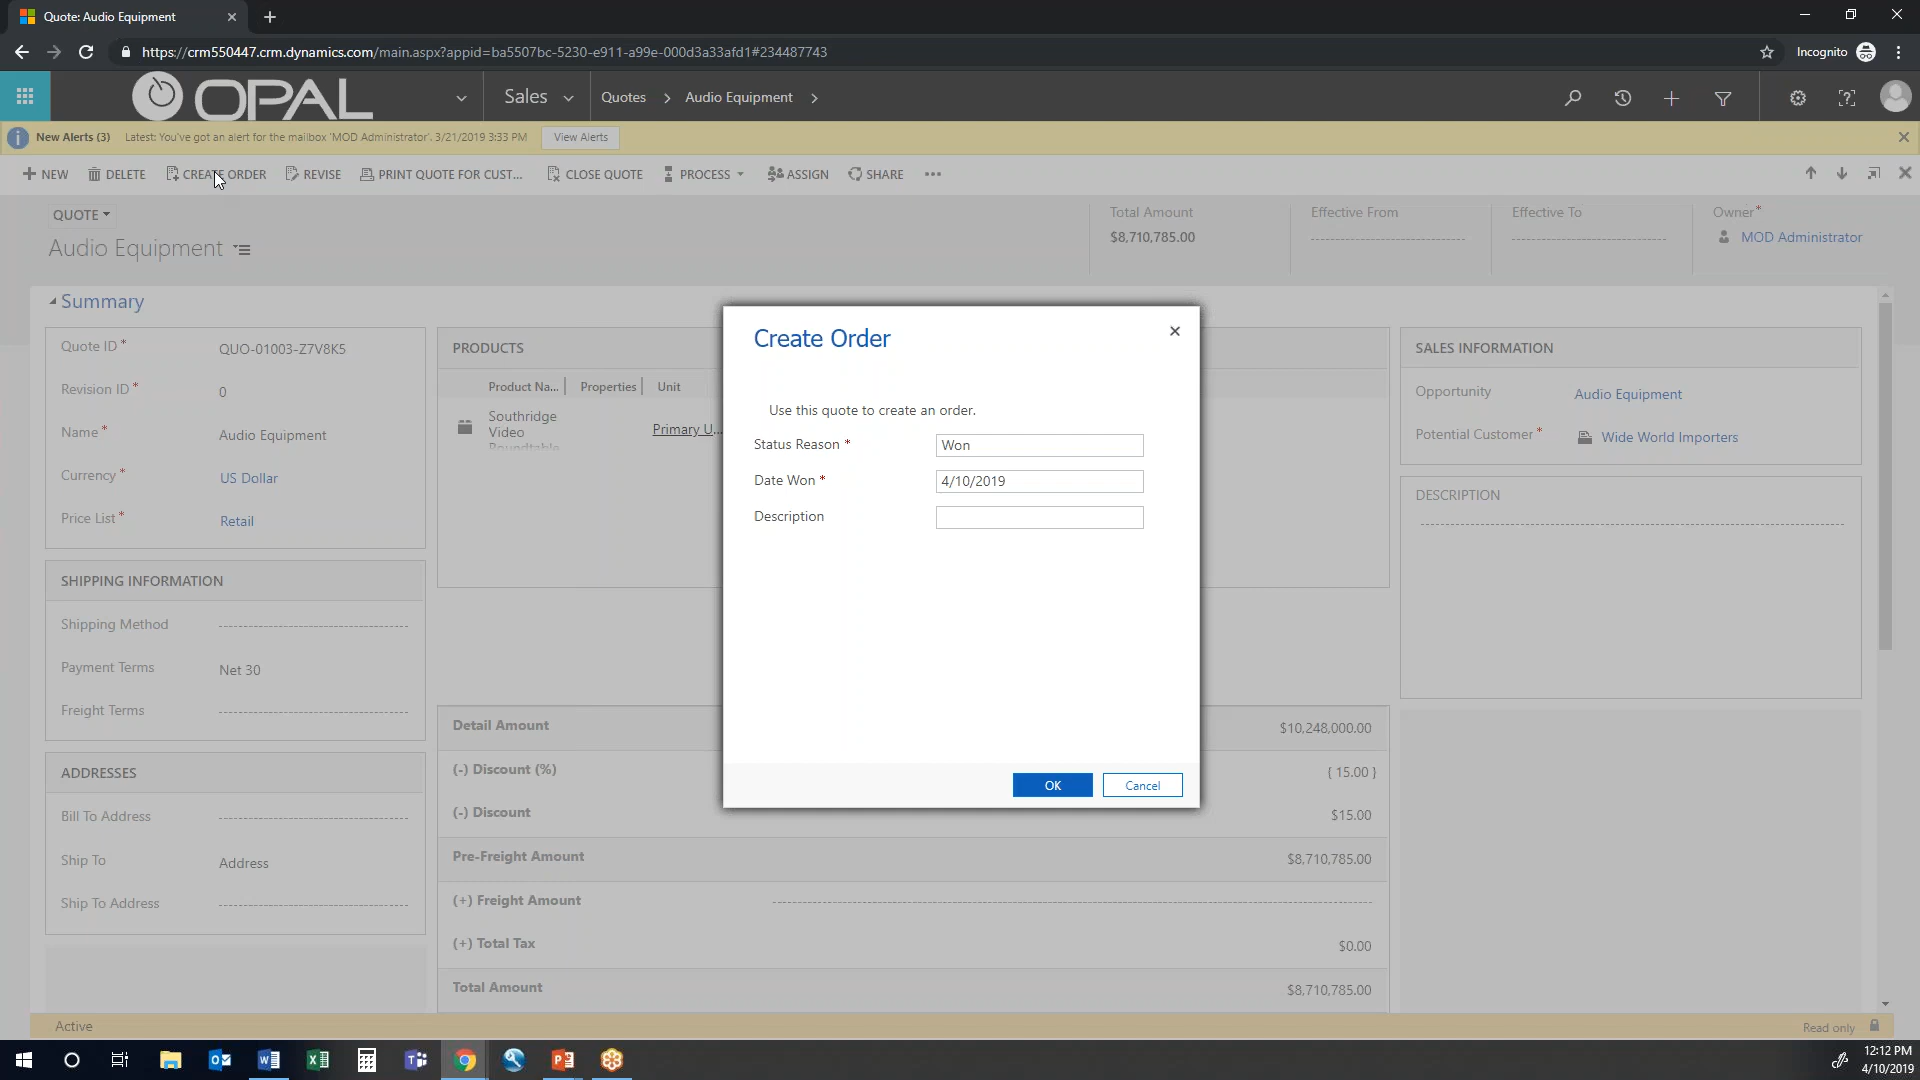 Quote: Audio Equipment
https://crm550447.crm.dynamics.com/main.aspx?appid=ba5507bc-5230-e911-a99e-000d3a33afd1#234487743
Incognito
OPAL
Sales
Quotes > Audio Equipment >
New Alerts (3) Latest: You've got an alert for the mailbox 'MOD Administrator'. 3/21/2019 3:33 PM View Alerts
NEW DELETE CREATE ORDER REVISE PRINT QUOTE FOR CUST... CLOSE QUOTE PROCESS ASSIGN SHARE
QUOTE
Audio Equipment
Total Amount
$8,710,785.00
Effective From
Effective To
Owner*
MOD Administrator
Summary
Quote ID* QUO-01003-Z7V8K5
Revision ID* 0
Name* Audio Equipment
Currency* US Dollar
Price List* Retail
SHIPPING INFORMATION
Shipping Method
Payment Terms Net 30
Freight Terms
ADDRESSES
Bill To Address
Ship To Address
Ship To Address
PRODUCTS
Product Na... Properties Unit
Southridge
Video
Roundtable
Primary U...
Create Order
Use this quote to create an order.
Status Reason * Won
Date Won * 4/10/2019
Description
OK Cancel
Detail Amount $10,248,000.00
(-) Discount (%) { 15.00 }
(-) Discount $15.00
Pre-Freight Amount $8,710,785.00
(+) Freight Amount
(+) Total Tax $0.00
Total Amount $8,710,785.00
SALES INFORMATION
Opportunity Audio Equipment
Potential Customer* Wide World Importers
DESCRIPTION
Active
Read only
12:12 PM
4/10/2019